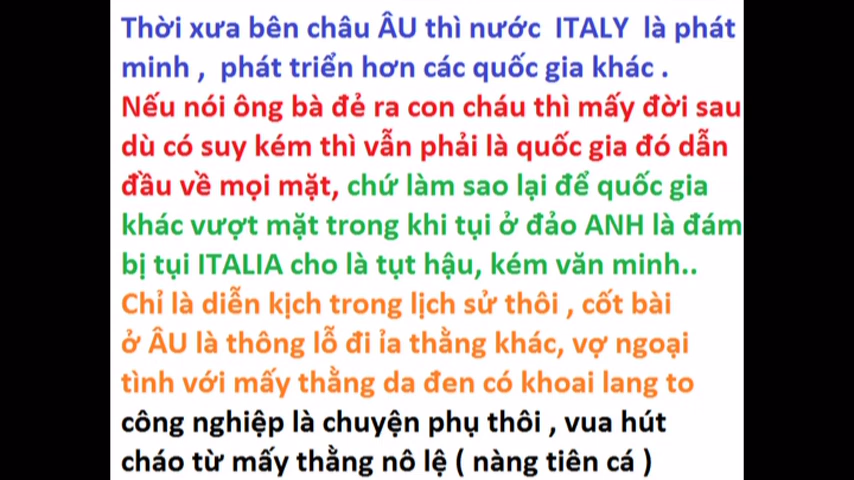 Thời xưa bên châu ÂU thì nước ITALY là phát
minh , phát triển hơn các quốc gia khác .
Nếu nói ông bà đẻ ra con cháu thì mấy đời sau
dù có suy kém thì vẫn phải là quốc gia đó dẫn
đầu về mọi mặt, chứ làm sao lại để quốc gia
khác vượt mặt trong khi tụi ở đảo ANH là đám
bị tụi ITALIA cho là tụt hậu, kém văn minh..
Chỉ là diễn kịch trong lịch sử thôi , cốt bài
ở ÂU là thông lỗ đi ỉa thằng khác, vợ ngoại
tình với mấy thằng da đen có khoai lang to
công nghiệp là chuyện phụ thôi , vua hút
cháo từ mấy thằng nô lệ ( nàng tiên cá )